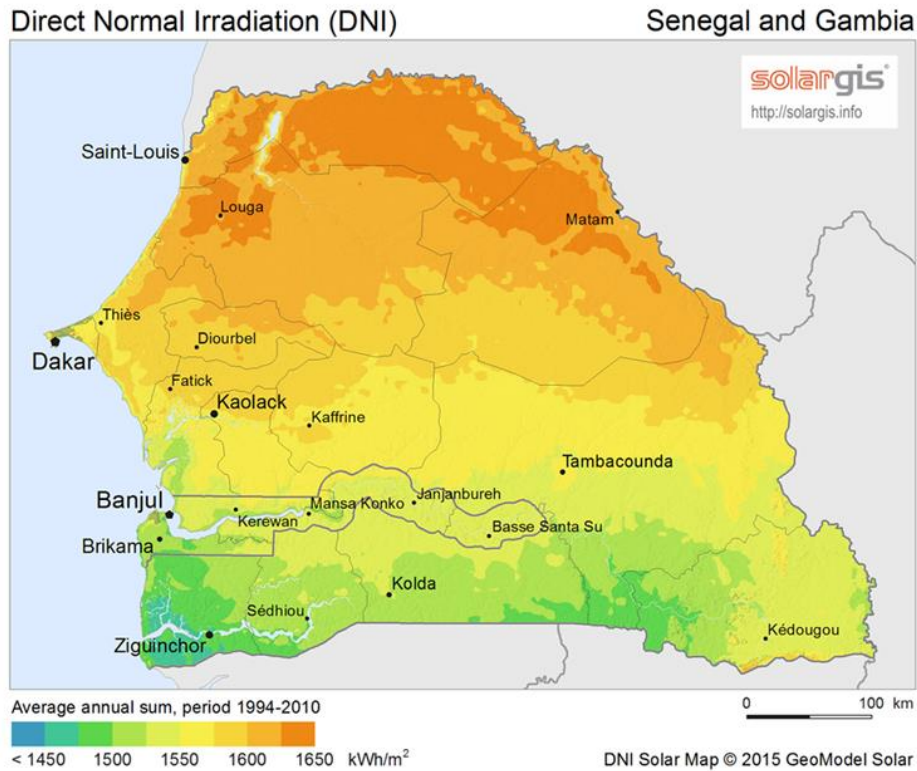 Direct Normal Irradiation (DNI)
Senegal and Gambia
solargis
http://solargis.info
Saint-Louis
Louga
Matam
Thiès
Diourbel
Dakar
Fatick
Kaolack
Kaffrine
Tambacounda
Banjul
Mansa Konko
Janjanbureh
Kerewan
Basse Santa Su
Brikama
Kolda
Sédhiou
Ziguinchor
Kédougou
Average annual sum, period 1994-2010
< 1450 1500 1550 1600 1650 kWh/m²
0 100 km
DNI Solar Map © 2015 GeoModel Solar